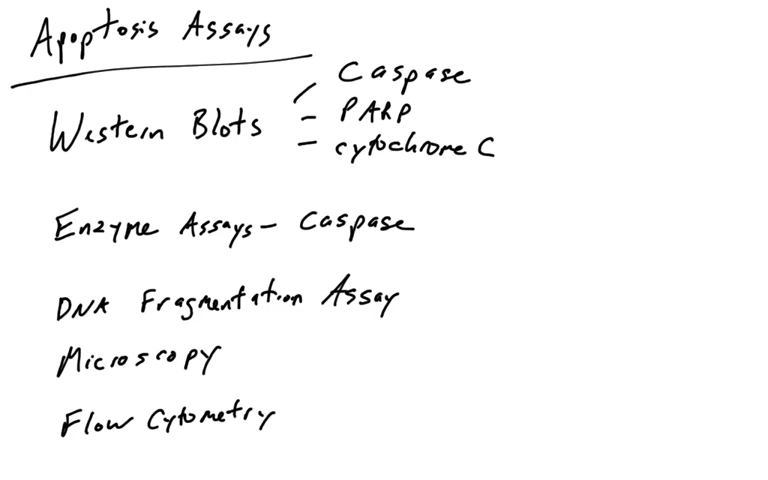 Apoptosis Assays
Caspase
Western Blots - PARP
- cytochrome C
Enzyme Assays - Caspase
DNA Fragmentation Assay
Microscopy
Flow Cytometry